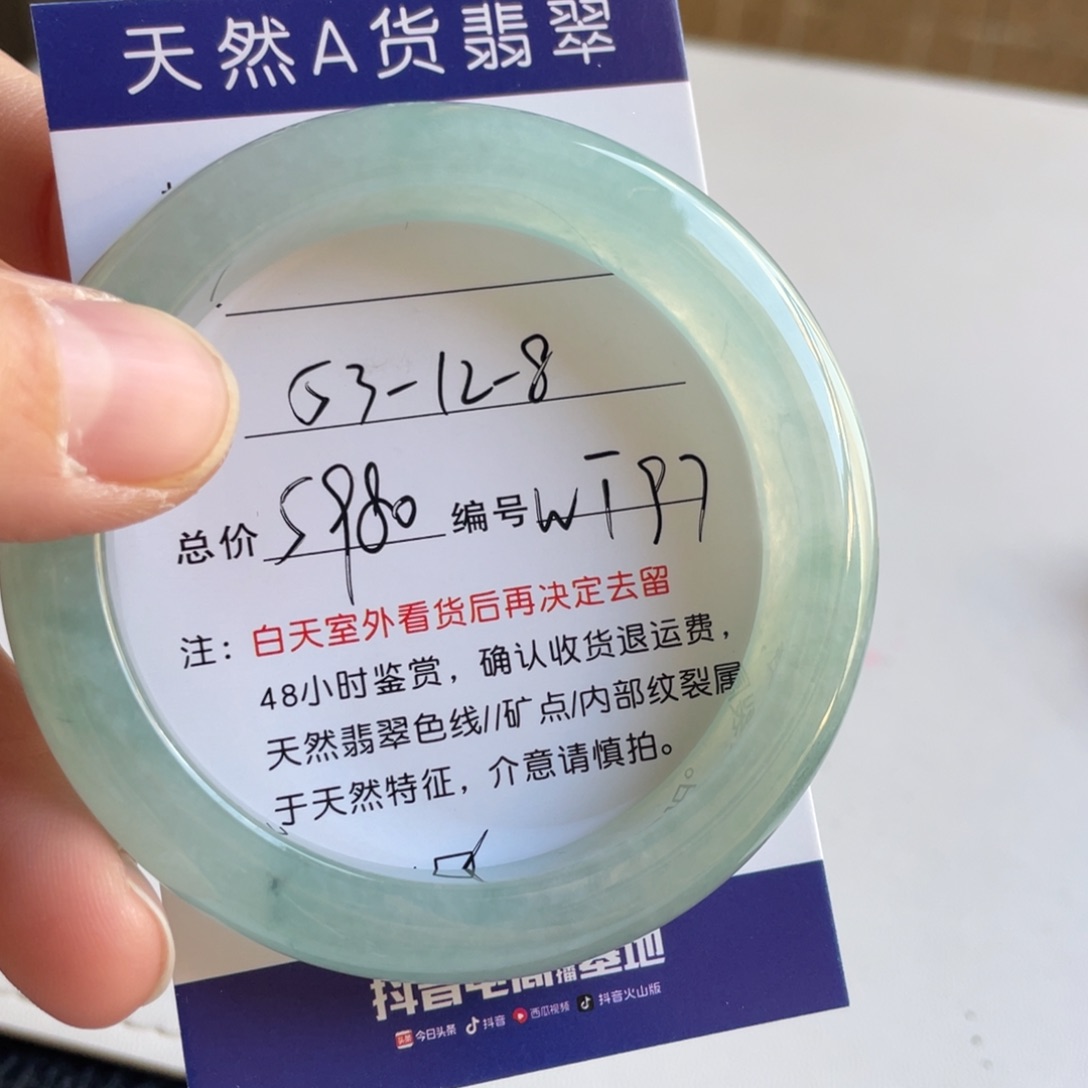 天然A货翡翠
53-12-8
总价 5980 编号 WT97
注：白天室外看货后再决定去留
48小时鉴赏，确认收货退运费，
天然翡翠色线//矿点/内部纹裂属
于天然特征，介意请慎拍。
抖音电商直播基地
头条 今日头条 抖音 西瓜视频 抖音火山版